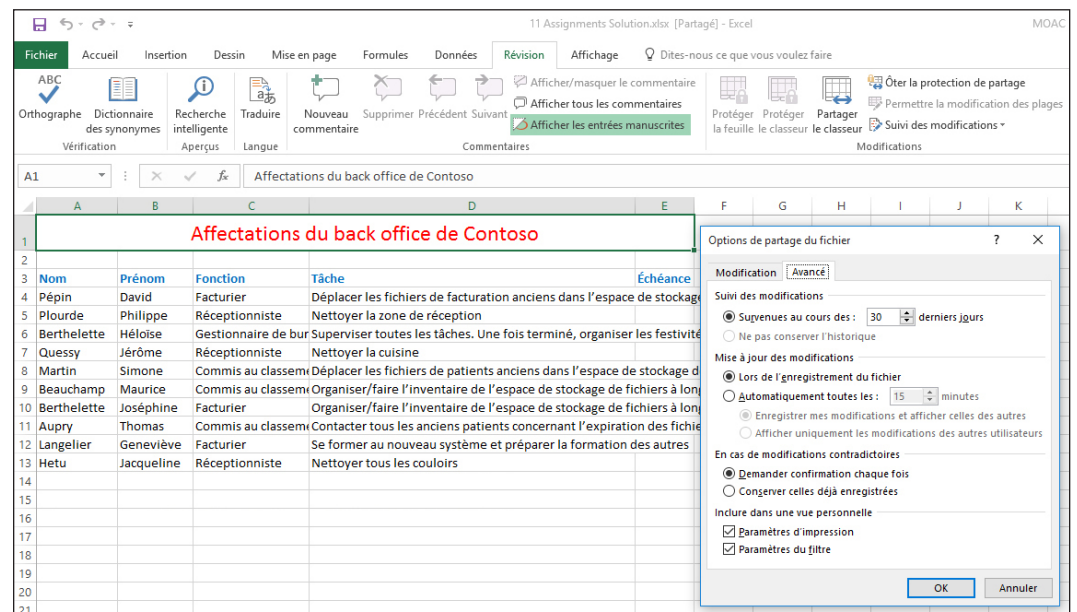 11 Assignments Solution.xlsx [Partagé] - Excel MOAC
Fichier Accueil Insertion Dessin Mise en page Formules Données Révision Affichage Dites-nous ce que vous voulez faire
ABC
Orthographe Dictionnaire des synonymes
Vérification
Recherche intelligente
Aperçus
Traduire
Langue
Nouveau commentaire
Supprimer Précédent Suivant
Afficher/masquer le commentaire
Afficher tous les commentaires
Afficher les entrées manuscrites
Commentaires
Protéger la feuille
Protéger le classeur
Partager le classeur
Ôter la protection de partage
Permettre la modification des plages
Suivi des modifications
Modifications
A1 fx Affectations du back office de Contoso
A B C D E F G H I J K
1 Affectations du back office de Contoso
2
3 Nom Prénom Fonction Tâche Échéance
4 Pépin David Facturier Déplacer les fichiers de facturation anciens dans l'espace de stockag
5 Plourde Philippe Réceptionniste Nettoyer la zone de réception
6 Berthelette Héloïse Gestionnaire de bur Superviser toutes les tâches. Une fois terminé, organiser les festivité
7 Quessy Jérôme Réceptionniste Nettoyer la cuisine
8 Martin Simone Commis au classeme Déplacer les fichiers de patients anciens dans l'espace de stockage d
9 Beauchamp Maurice Commis au classeme Organiser/faire l'inventaire de l'espace de stockage de fichiers à lon
10 Berthelette Joséphine Facturier Organiser/faire l'inventaire de l'espace de stockage de fichiers à lon
11 Aupry Thomas Commis au classeme Contacter tous les anciens patients concernant l'expiration des fichie
12 Langelier Geneviève Facturier Se former au nouveau système et préparer la formation des autres
13 Hetu Jacqueline Réceptionniste Nettoyer tous les couloirs
14
15
16
17
18
19
20
21
Options de partage du fichier ? X
Modification Avancé
Suivi des modifications
Survenues au cours des : 30 derniers jours
Ne pas conserver l'historique
Mise à jour des modifications
Lors de l'enregistrement du fichier
Automatiquement toutes les : 15 minutes
Enregistrer mes modifications et afficher celles des autres
Afficher uniquement les modifications des autres utilisateurs
En cas de modifications contradictoires
Demander confirmation chaque fois
Conserver celles déjà enregistrées
Inclure dans une vue personnelle
Paramètres d'impression
Paramètres du filtre
OK Annuler